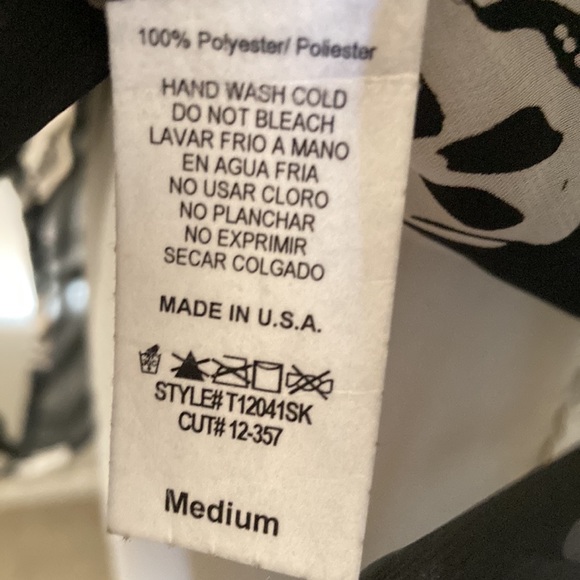 100% Polyester/ Poliester
HAND WASH COLD
DO NOT BLEACH
LAVAR FRIO A MANO
EN AGUA FRIA
NO USAR CLORO
NO PLANCHAR
NO EXPRIMIR
SECAR COLGADO
MADE IN U.S.A.
STYLE# T12041SK
CUT# 12-357
Medium